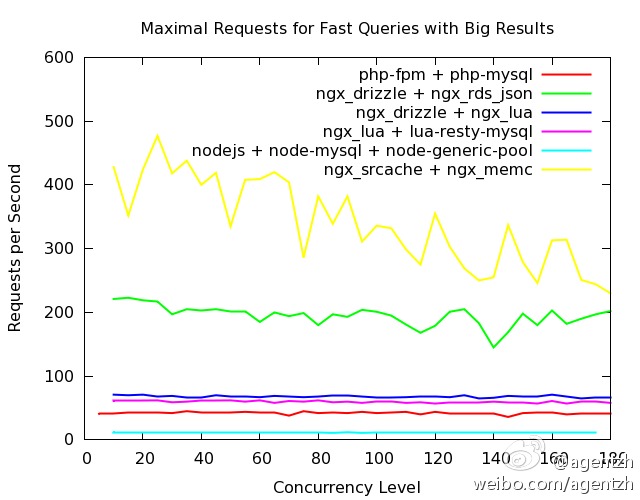 Maximal Requests for Fast Queries with Big Results
600
500
400
300
200
100
0
Requests per Second
php-fpm + php-mysql
ngx_drizzle + ngx_rds_json
ngx_drizzle + ngx_lua
ngx_lua + lua-resty-mysql
nodejs + node-mysql + node-generic-pool
ngx_srcache + ngx_memc
0 20 40 60 80 100 120 140 160 180
Concurrency Level
@agentzh
weibo.com/agentzh